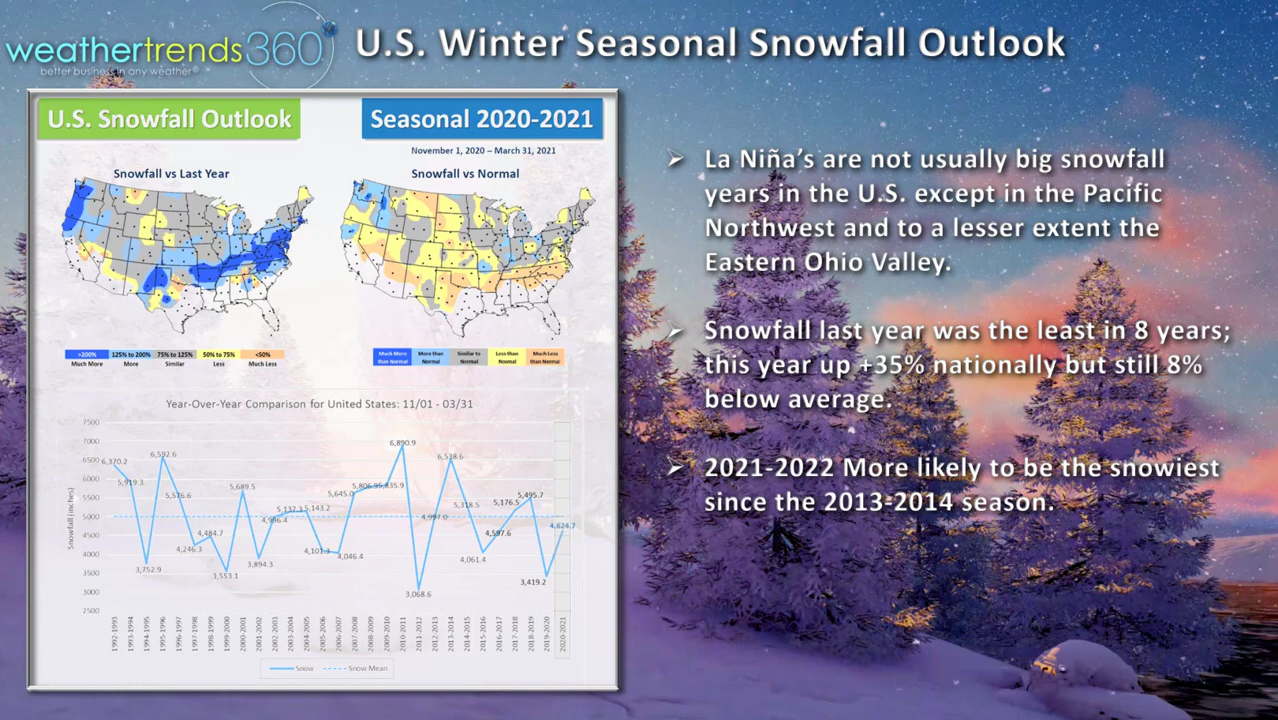 weathertrends360°
better business in any weather®
U.S. Winter Seasonal Snowfall Outlook
U.S. Snowfall Outlook
Seasonal 2020-2021
November 1, 2020 – March 31, 2021
Snowfall vs Last Year
Snowfall vs Normal
>200% 125% to 200% 75% to 125% 50% to 75% <50%
Much More More Similar Less Much Less
Much More than Normal
More than Normal
Similar to Normal
Less than Normal
Much Less than Normal
Year-Over-Year Comparison for United States: 11/01 - 03/31
Snowfall (inches)
7500
7000
6500
6000
5500
5000
4500
4000
3500
3000
2500
6,370.2
5,919.3
3,752.9
6,592.6
5,576.6
4,246.3
4,484.7
3,553.1
5,689.5
3,894.3
4,996.4
5,137.3
5,143.2
4,101.3
4,046.4
5,645.0
5,806.9
5,835.9
6,890.9
3,068.6
4,997.0
6,538.6
5,318.5
4,061.4
4,597.6
5,176.5
5,495.7
3,419.2
4,624.7
1992-1993
1993-1994
1994-1995
1995-1996
1996-1997
1997-1998
1998-1999
1999-2000
2000-2001
2001-2002
2002-2003
2003-2004
2004-2005
2005-2006
2006-2007
2007-2008
2008-2009
2009-2010
2010-2011
2011-2012
2012-2013
2013-2014
2014-2015
2015-2016
2016-2017
2017-2018
2018-2019
2019-2020
2020-2021
Snow Snow Mean
➢ La Niña’s are not usually big snowfall
years in the U.S. except in the Pacific
Northwest and to a lesser extent the
Eastern Ohio Valley.
➢ Snowfall last year was the least in 8 years;
this year up +35% nationally but still 8%
below average.
➢ 2021-2022 More likely to be the snowiest
since the 2013-2014 season.